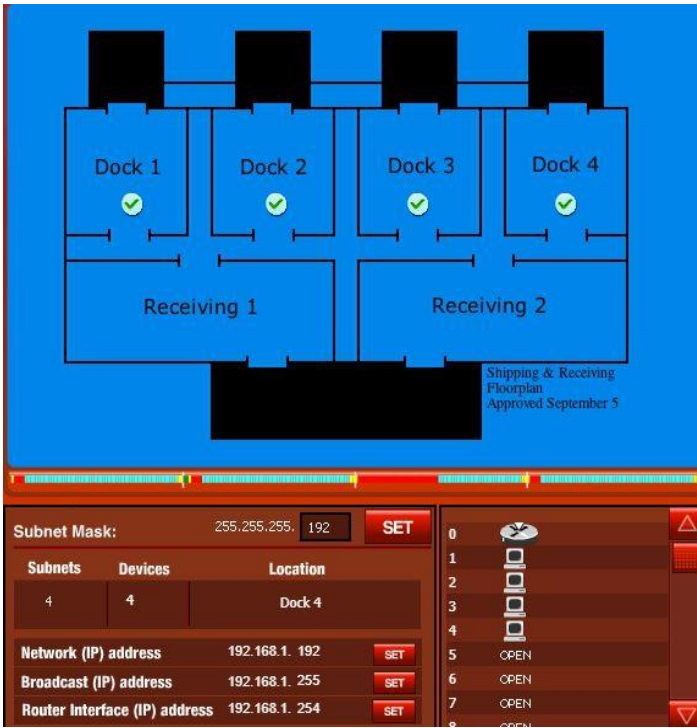 Dock 1 Dock 2 Dock 3 Dock 4
Receiving 1 Receiving 2
Shipping & Receiving
Floorplan
Approved September 5
Subnet Mask: 255.255.255. 192 SET
Subnets Devices Location
4 4 Dock 4
Network (IP) address 192.168.1. 192 SET
Broadcast (IP) address 192.168.1. 255 SET
Router Interface (IP) address 192.168.1. 254 SET
0
1
2
3
4
5 OPEN
6 OPEN
7 OPEN
8 OPEN